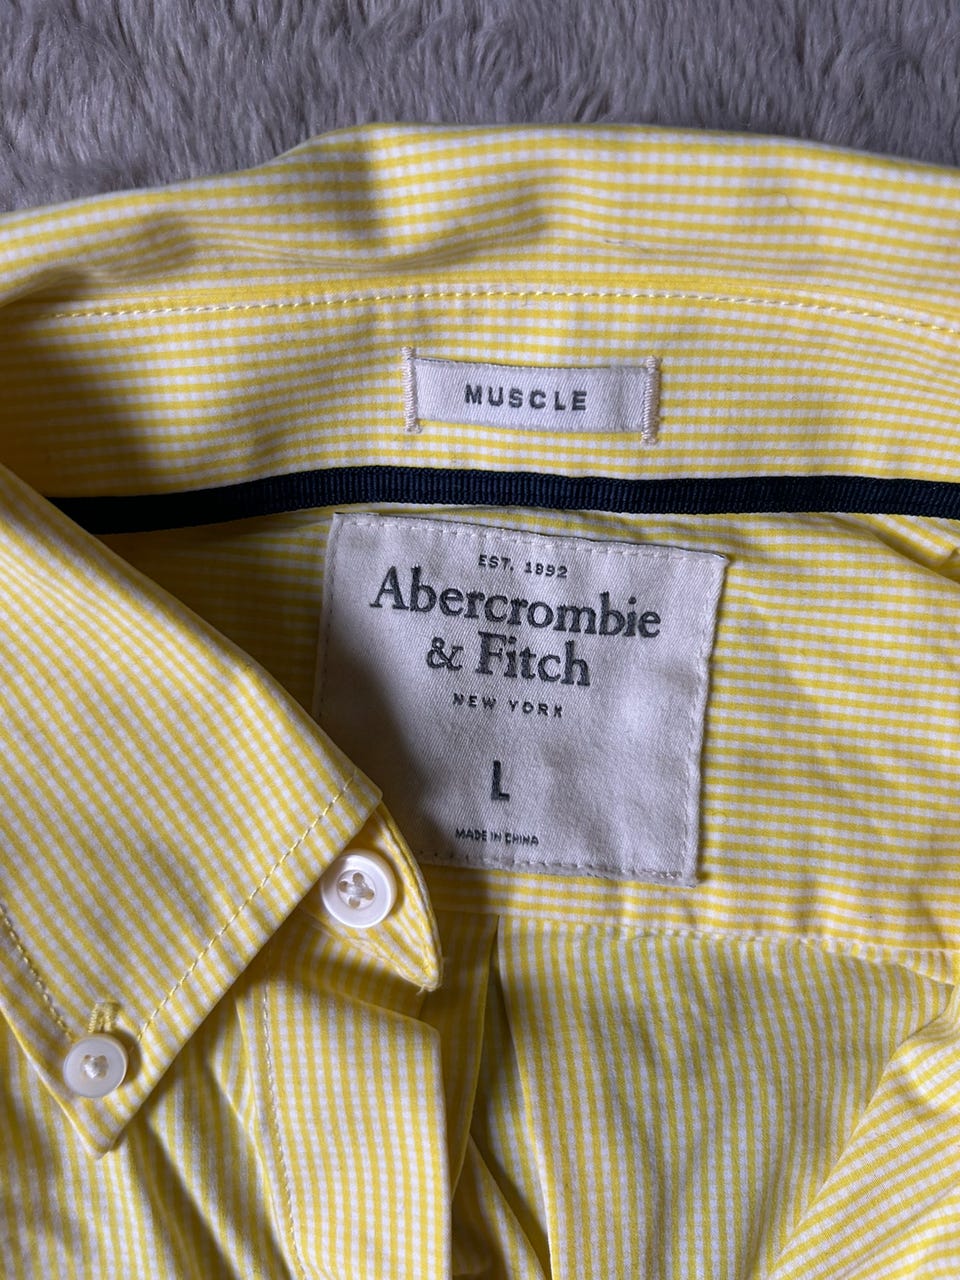 MUSCLE
EST. 1892
Abercrombie
& Fitch
NEW YORK
L
MADE IN CHINA